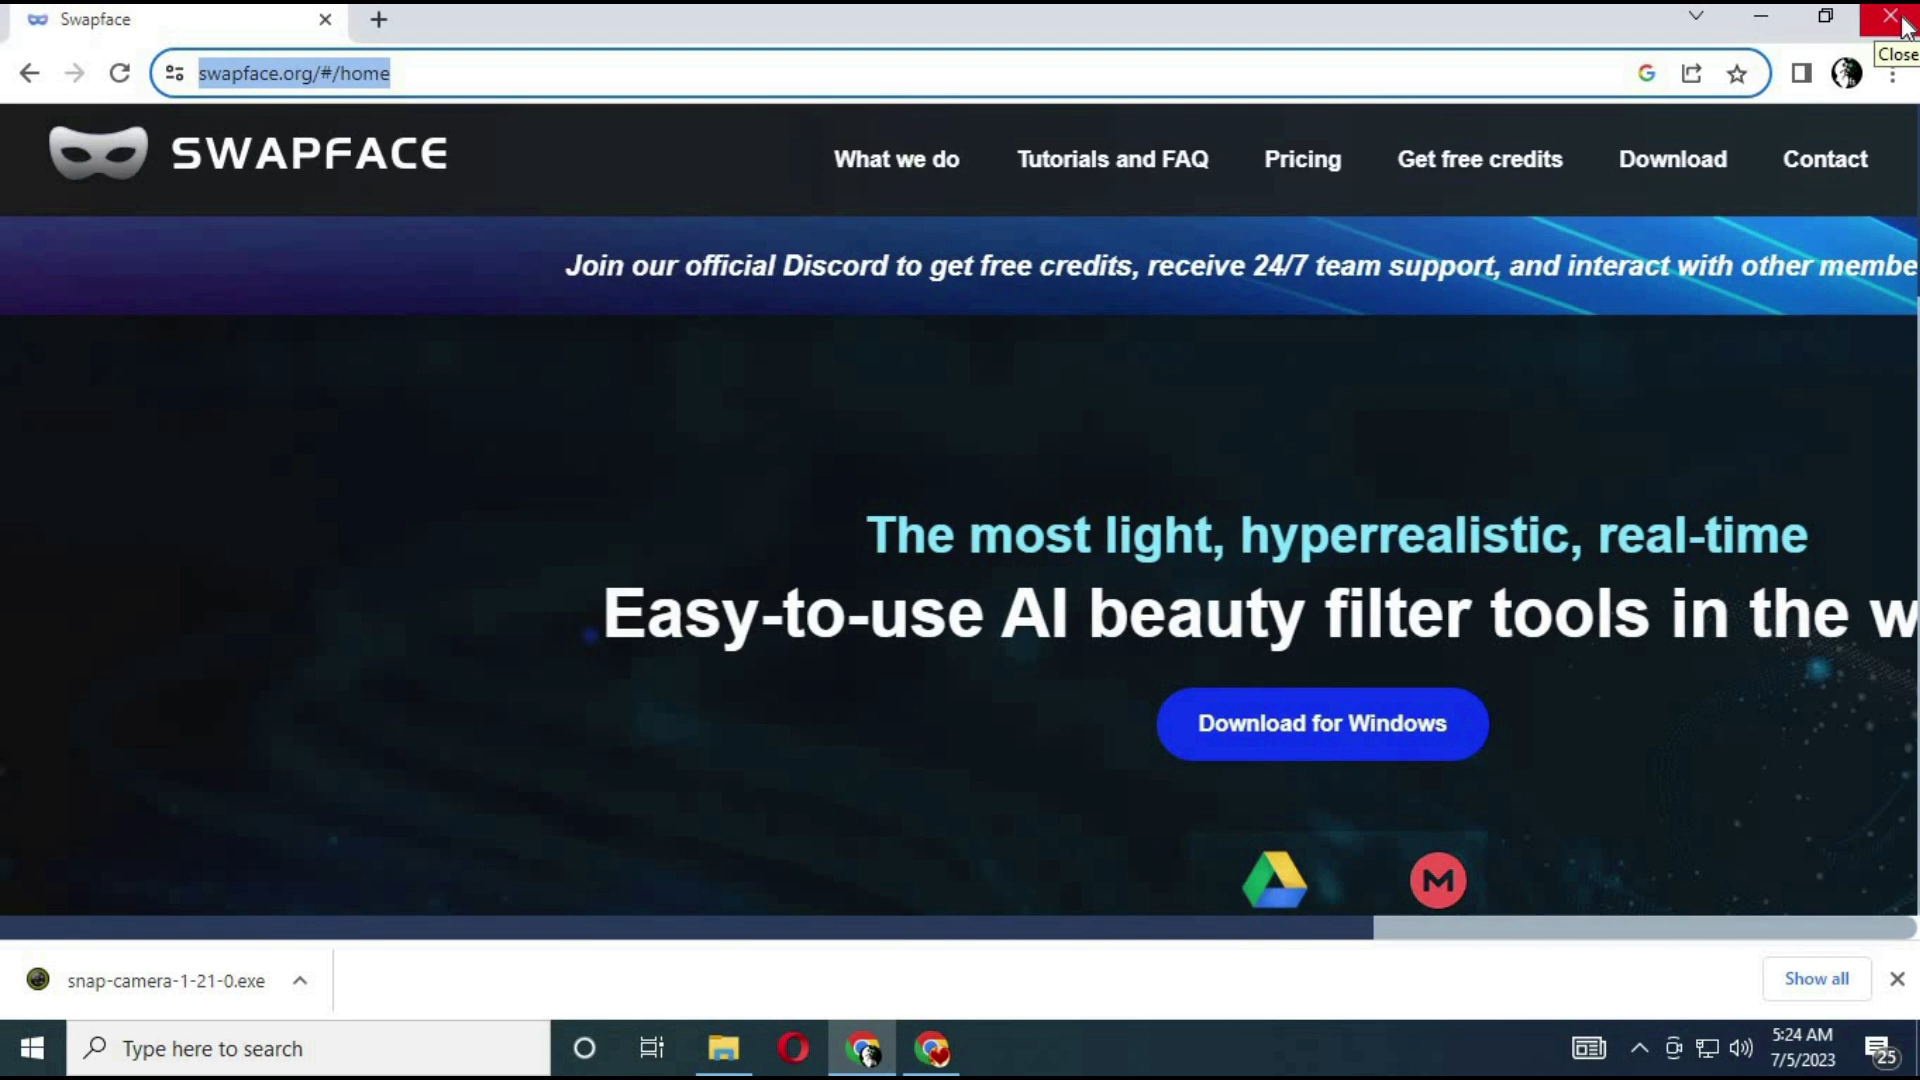 Swapface
Close
swapface.org/#/home
SWAPFACE
What we do
Tutorials and FAQ
Pricing
Get free credits
Download
Contact
Join our official Discord to get free credits, receive 24/7 team support, and interact with other membe
The most light, hyperrealistic, real-time
Easy-to-use AI beauty filter tools in the w
Download for Windows
M
snap-camera-1-21-0.exe
Show all
Type here to search
5:24 AM
7/5/2023
25